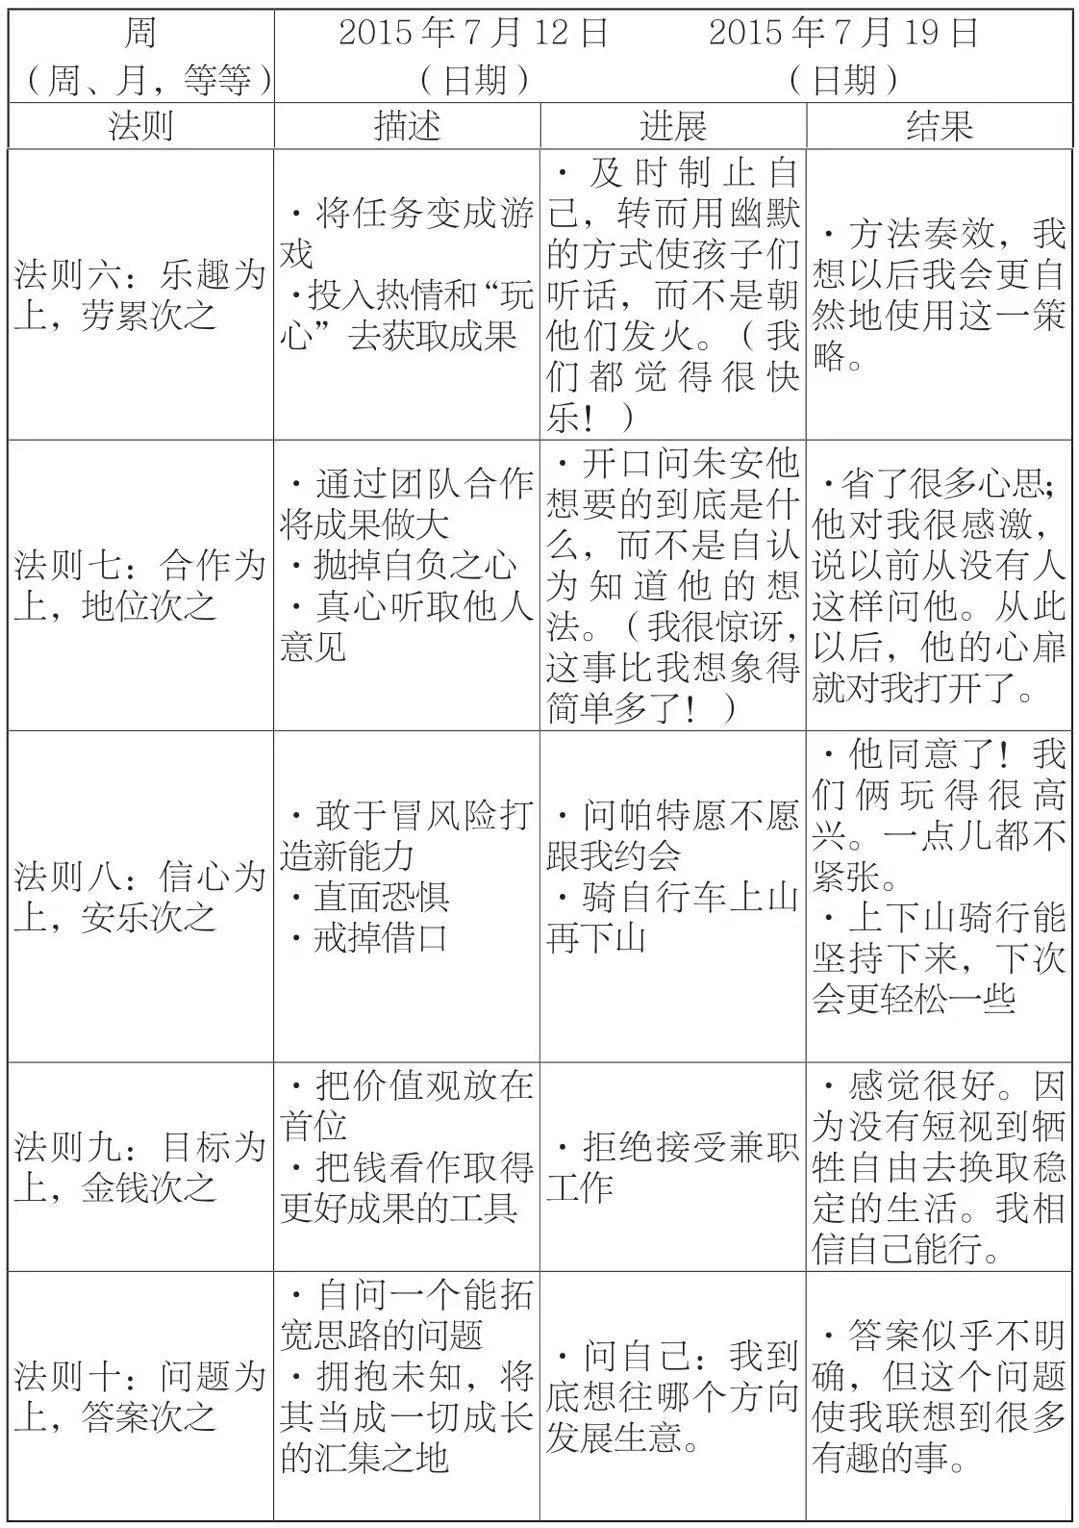 周 2015年7月12日 2015年7月19日
（周、月，等等） （日期） （日期）
法则 描述 进展 结果
法则六：乐趣为
上，劳累次之
·将任务变成游
戏
·投入热情和“玩
心”去获取成果
·及时制止自
己，转而用幽默
的方式使孩子们
听话，而不是朝
他们发火。（我
们都觉得很快
乐！）
·方法奏效，我
想以后我会更自
然地使用这一策
略。
法则七：合作为
上，地位次之
·通过团队合作
将成果做大
·抛掉自负之心
·真心听取他人
意见
·开口问朱安他
想要的到底是什
么，而不是自认
为知道他的想
法。（我很惊讶，
这事比我想象得
简单多了！）
·省了很多心思；
他对我很感激，
说以前从没有人
这样问他。从此
以后，他的心扉
就对我打开了。
法则八：信心为
上，安乐次之
·敢于冒风险打
造新能力
·直面恐惧
·戒掉借口
·问帕特愿不愿
跟我约会
·骑自行车上山
再下山
·他同意了！我
们俩玩得很高
兴。一点儿都不
紧张。
·上下山骑行能
坚持下来，下次
会更轻松一些
法则九：目标为
上，金钱次之
·把价值观放在
首位
·把钱看作取得
更好成果的工具
·拒绝接受兼职
工作
·感觉很好。因
为没有短视到牺
牲自由去换取稳
定的生活。我相
信自己能行。
法则十：问题为
上，答案次之
·自问一个能拓
宽思路的问题
·拥抱未知，将
其当成一切成长
的汇集之地
·问自己：我到
底想往哪个方向
发展生意。
·答案似乎不明
确，但这个问题
使我联想到很多
有趣的事。